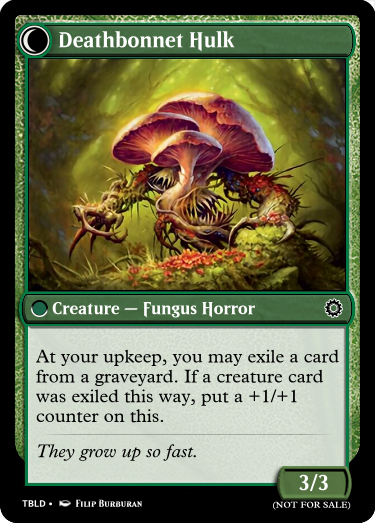 Deathbonnet Hulk
Creature — Fungus Horror
At your upkeep, you may exile a card
from a graveyard. If a creature card
was exiled this way, put a +1/+1
counter on this.
They grow up so fast.
3/3
TBLD • Filip Burburan
(NOT FOR SALE)